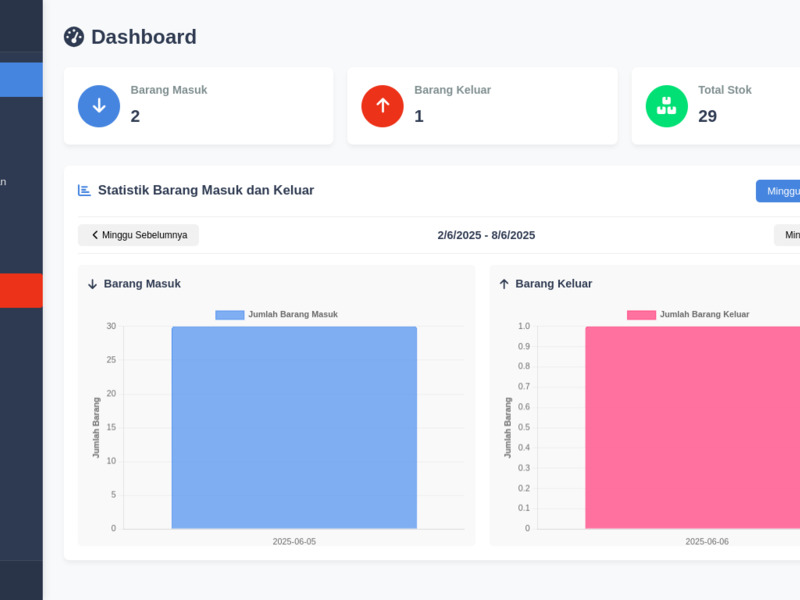 Dashboard
Barang Masuk
2
Barang Keluar
1
Total Stok
29
n
Statistik Barang Masuk dan Keluar
Minggu
Minggu Sebelumnya
2/6/2025 - 8/6/2025
Min
Barang Masuk
Jumlah Barang Masuk
30
25
20
15
10
5
0
Jumlah Barang
2025-06-05
Barang Keluar
Jumlah Barang Keluar
1.0
0.9
0.8
0.7
0.6
0.5
0.4
0.3
0.2
0.1
0
Jumlah Barang
2025-06-06